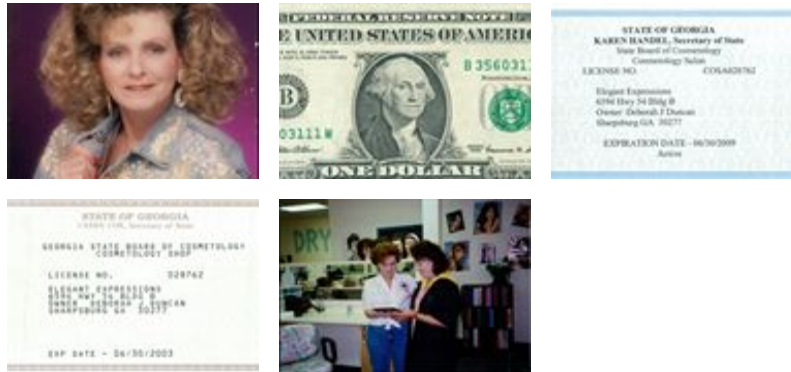 FEDERAL RESERVE NOTE
E UNITED STATES OF AMERIC
B 3560311
B
03111 W
ONE DOLLAR
STATE OF GEORGIA
KAREN HANDEL, Secretary of State
State Board of Cosmetology
Cosmetology Salon
LICENSE NO.
Elegant Expressions
6394 Hwy 54 Bldg B
Owner Deborah J Duncan
Sharpsburg GA 30277
EXPIRATION DATE - 06/30/2009
Active
STATE OF GEORGIA
CATHY COX, Secretary of State
GEORGIA STATE BOARD OF COSMETOLOGY
COSMETOLOGY SHOP
LICENSE NO. 028762
ELEGANT EXPRESSIONS
HWY 54 BLDG B
OWNER DEBORAH J DUNCAN
SHARPSBURG GA 30277
EXP DATE - 06/30/2003
DRY